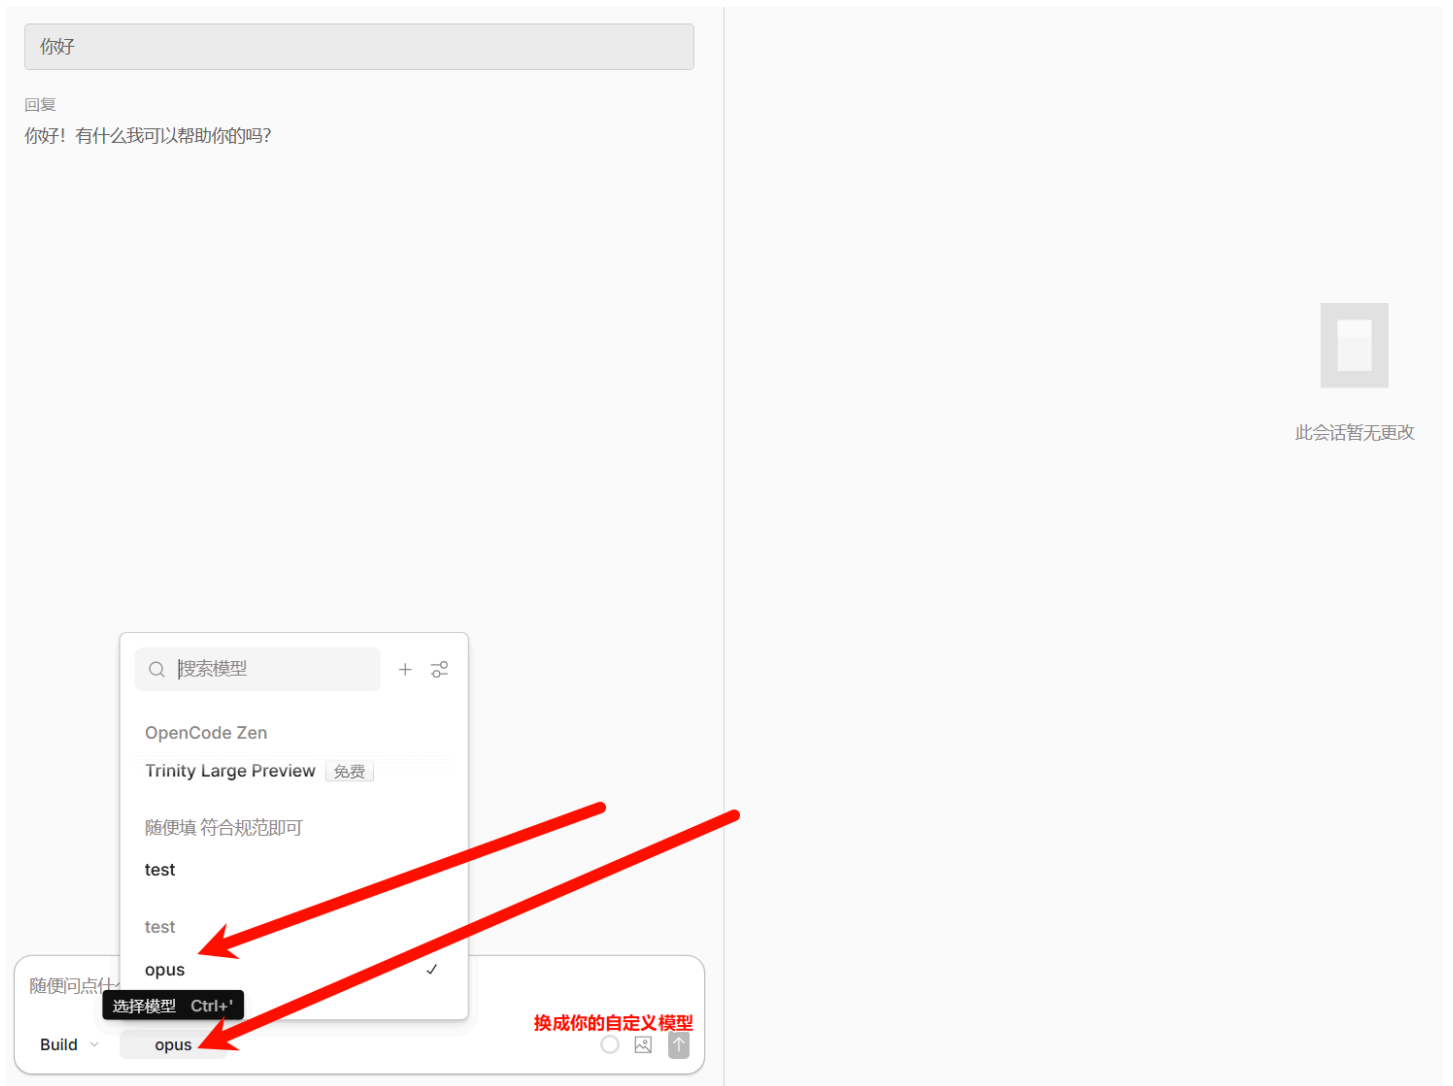 你好
回复
你好！有什么我可以帮助你的吗？
此会话暂无更改
搜索模型
OpenCode Zen
Trinity Large Preview 免费
随便填 符合规范即可
test
test
opus
随便问点什
选择模型 Ctrl+'
换成你的自定义模型
Build opus